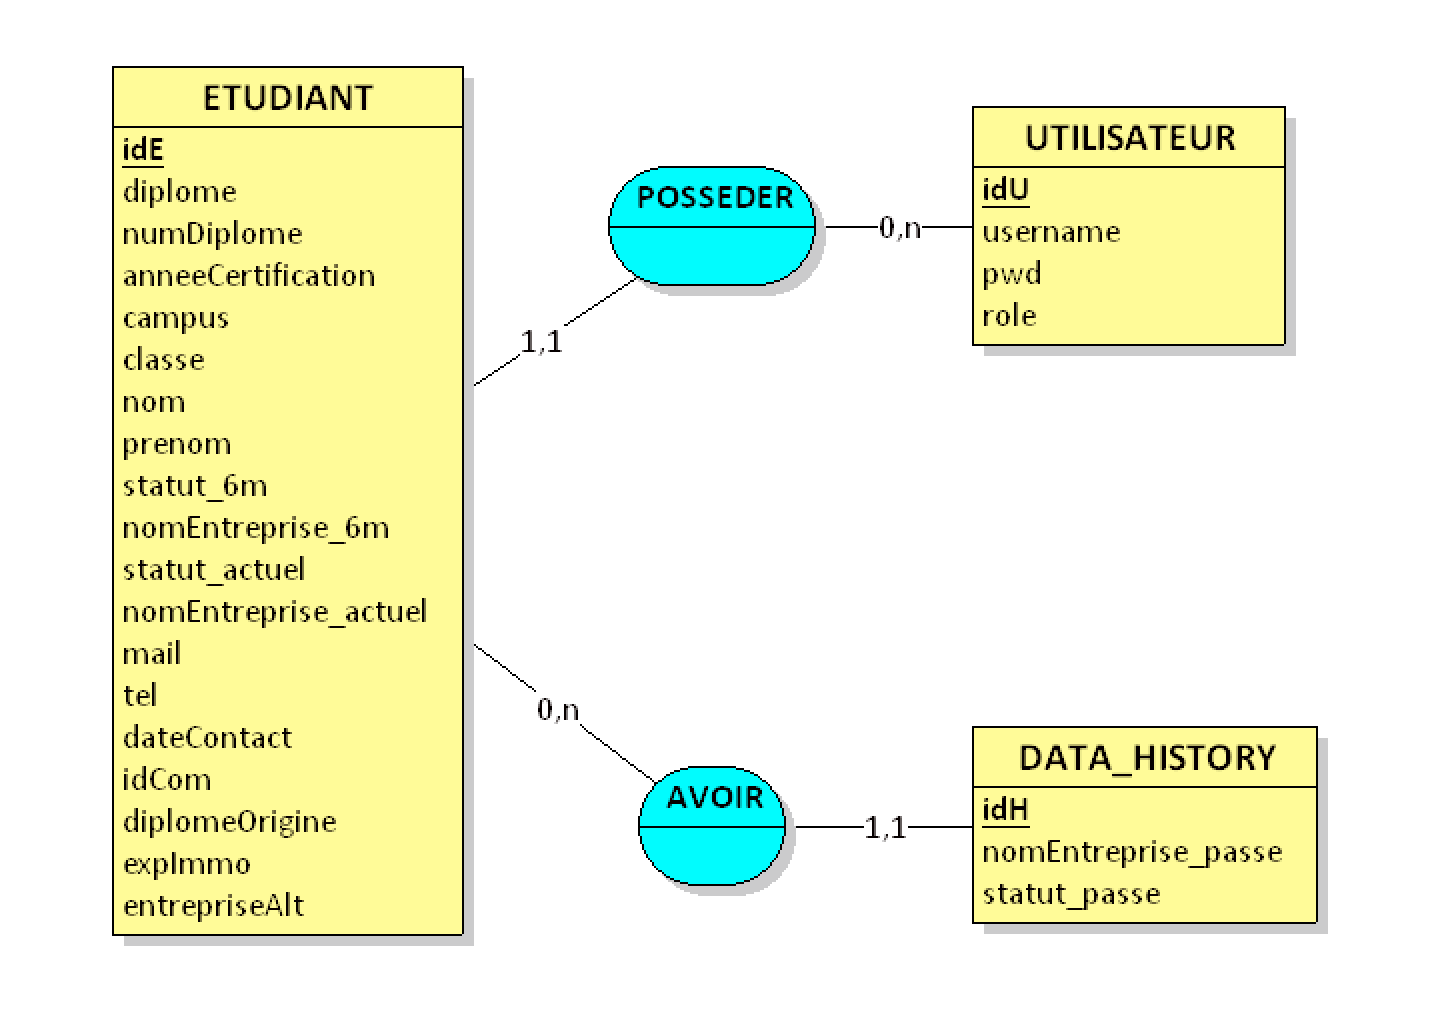 ETUDIANT
idE
diplome
numDiplome
anneeCertification
campus
classe
nom
prenom
statut_6m
nomEntreprise_6m
statut_actuel
nomEntreprise_actuel
mail
tel
dateContact
idCom
diplomeOrigine
expImmo
entrepriseAlt
POSSEDER
1,1
0,n
UTILISATEUR
idU
username
pwd
role
0,n
AVOIR
1,1
DATA_HISTORY
idH
nomEntreprise_passe
statut_passe